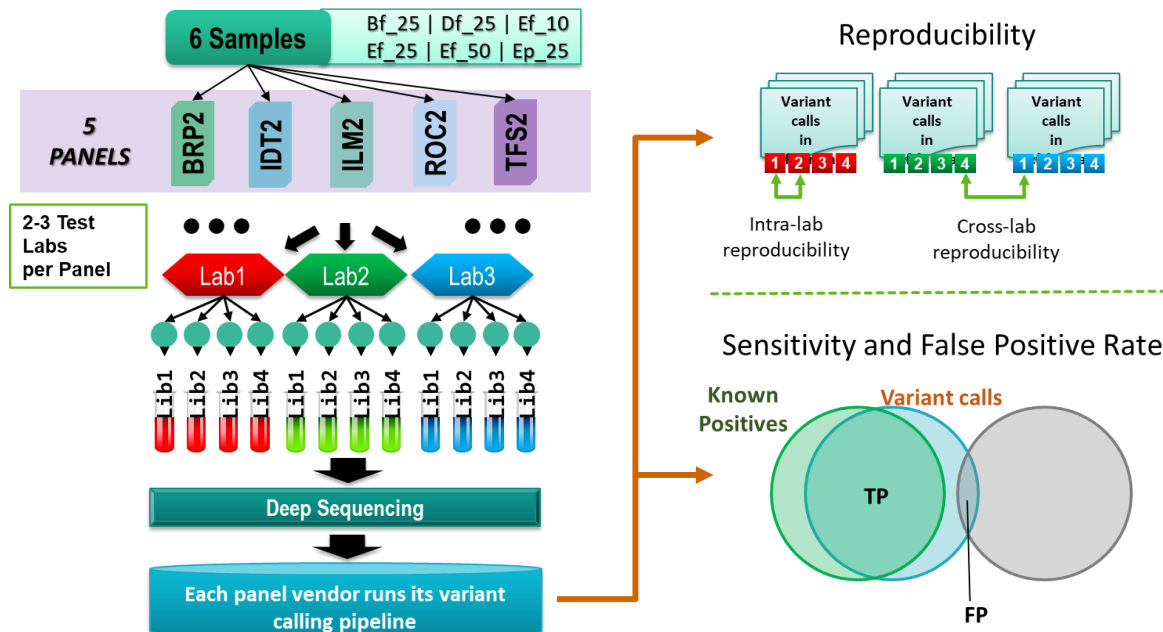 6 Samples
Bf_25 | Df_25 | Ef_10
Ef_25 | Ef_50 | Ep_25
5
PANELS
BRP2
IDT2
ILM2
ROC2
TFS2
2-3 Test
Labs
per Panel
Lab1
Lab2
Lab3
Lib1
Lib2
Lib3
Lib4
Lib1
Lib2
Lib3
Lib4
Lib1
Lib2
Lib3
Lib4
Deep Sequencing
Each panel vendor runs its variant
calling pipeline
Reproducibility
Variant
calls
in
1 2 3 4
Variant
calls
in
1 2 3 4
Variant
calls
in
1 2 3 4
Intra-lab
reproducibility
Cross-lab
reproducibility
Sensitivity and False Positive Rate
Known
Positives
Variant calls
TP
FP